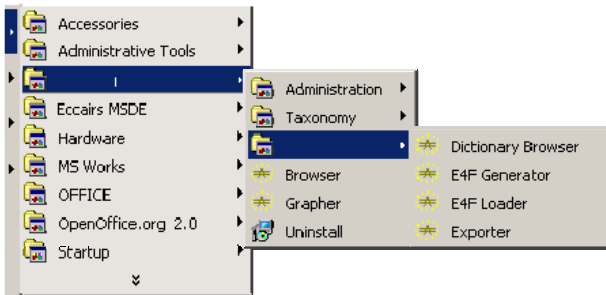 Accessories
Administrative Tools
Eccairs MSDE
Hardware
MS Works
OFFICE
OpenOffice.org 2.0
Startup
Administration
Taxonomy
Browser
Grapher
Uninstall
Dictionary Browser
E4F Generator
E4F Loader
Exporter